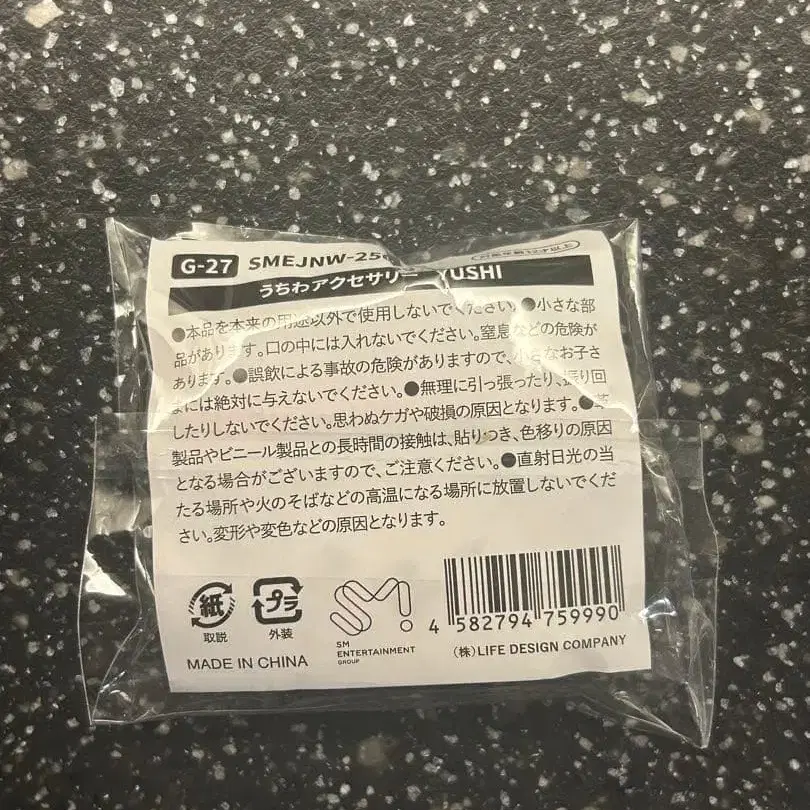 G-27 SMEJNW-25
対象年齢15才以上
うちわアクセサリー YUSHI
●本品を本来の用途以外で使用しないでください。●小さな部
品があります。口の中には入れないでください。窒息などの危険が
あります。●誤飲による事故の危険がありますので、小さなお子さ
まには絶対に与えないでください。●無理に引っ張ったり、振り回
したりしないでください。思わぬケガや破損の原因となります。●革
製品やビニール製品との長時間の接触は、貼りつき、色移りの原因
となる場合がございますので、ご注意ください。●直射日光の当
たる場所や火のそばなどの高温になる場所に放置しないでくだ
さい。変形や変色などの原因となります。
紙
取説
プラ
外装
MADE IN CHINA
SM
SM
ENTERTAINMENT
GROUP
4 582794 759990
(株)LIFE DESIGN COMPANY